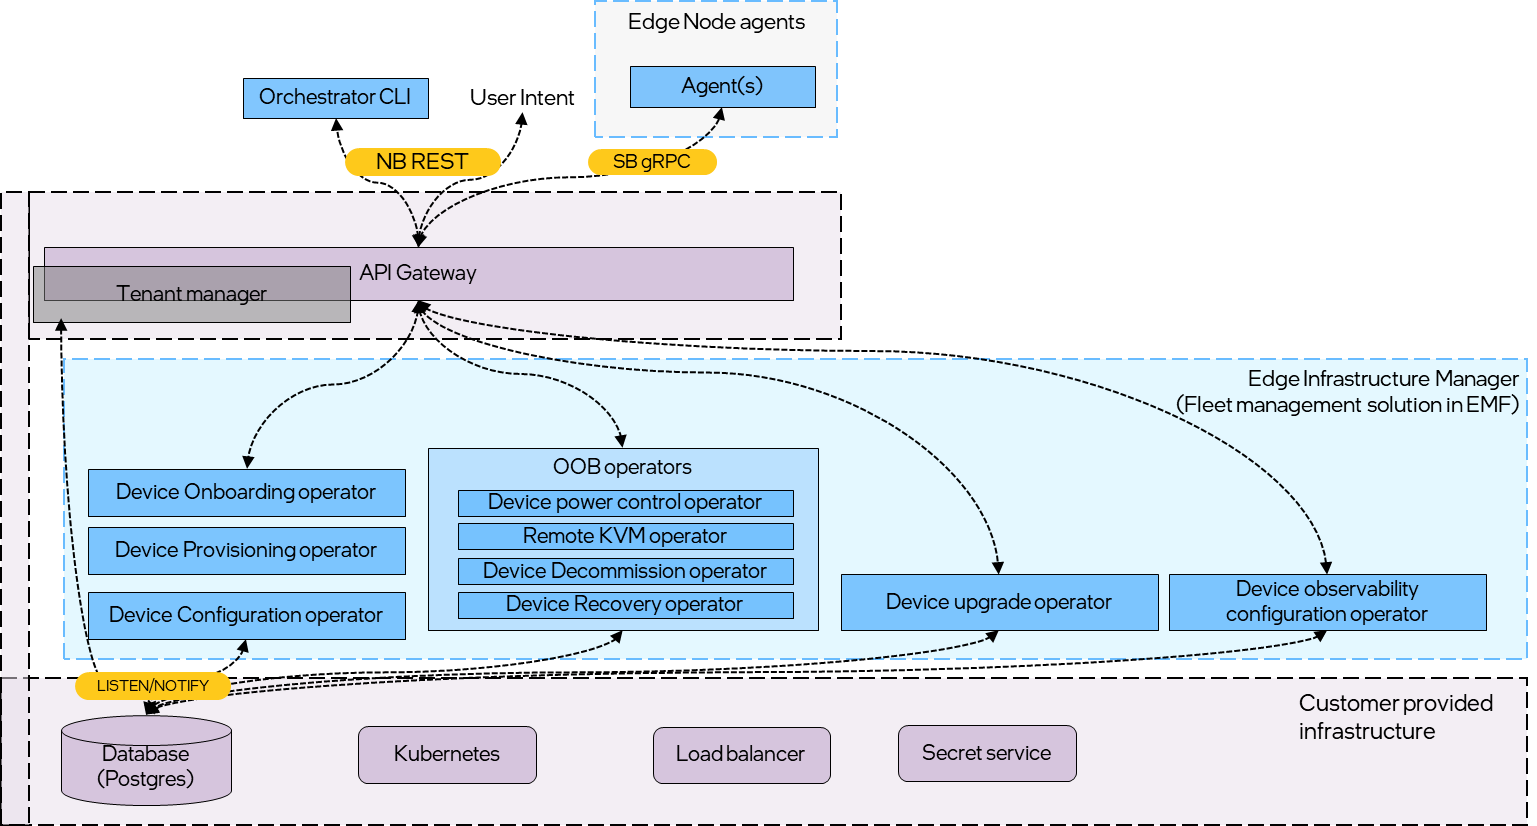 Edge Node agents
Agent(s)
Orchestrator CLI
User Intent
NB REST
SB gRPC
API Gateway
Tenant manager
Edge Infrastructure Manager
(Fleet management solution in EMF)
OOB operators
Device Onboarding operator
Device power control operator
Remote KVM operator
Device Provisioning operator
Device Decommission operator
Device Recovery operator
Device Configuration operator
Device upgrade operator
Device observability
configuration operator
LISTEN/NOTIFY
Customer provided
infrastructure
Database
(Postgres)
Kubernetes
Load balancer
Secret service